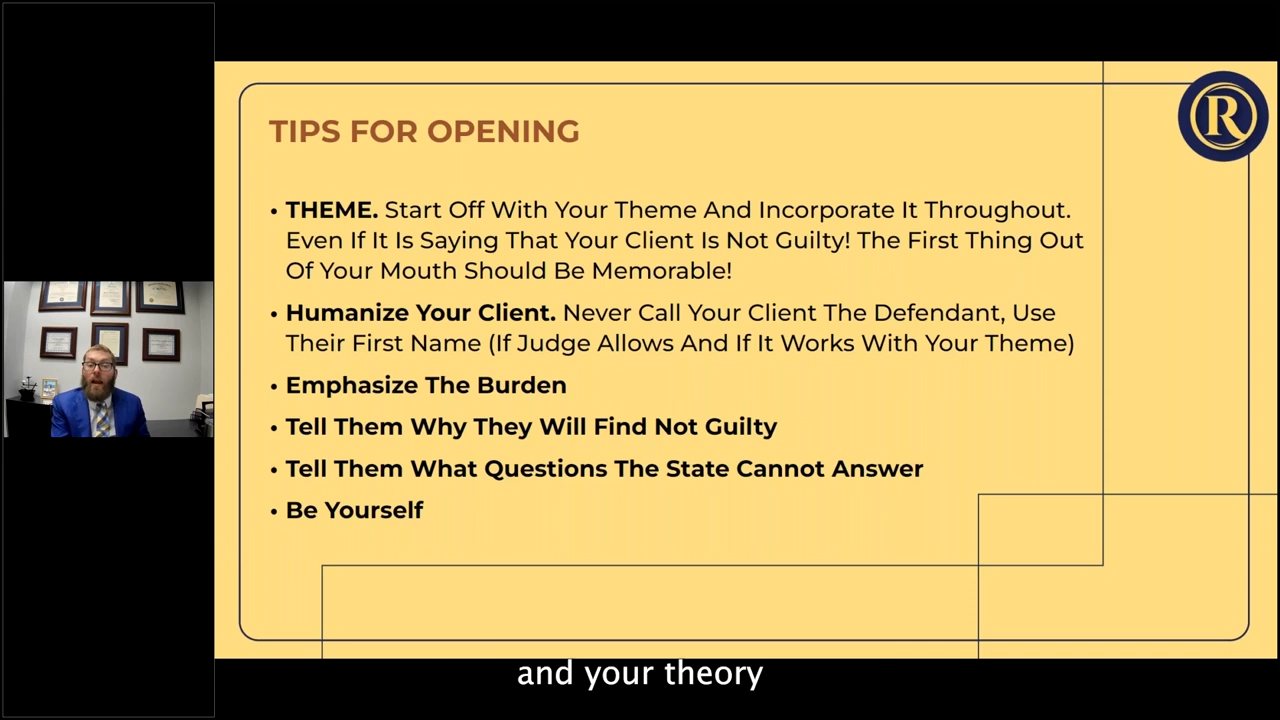 R
TIPS FOR OPENING
• THEME. Start Off With Your Theme And Incorporate It Throughout.
Even If It Is Saying That Your Client Is Not Guilty! The First Thing Out
Of Your Mouth Should Be Memorable!
• Humanize Your Client. Never Call Your Client The Defendant, Use
Their First Name (If Judge Allows And If It Works With Your Theme)
• Emphasize The Burden
• Tell Them Why They Will Find Not Guilty
• Tell Them What Questions The State Cannot Answer
• Be Yourself
and your theory